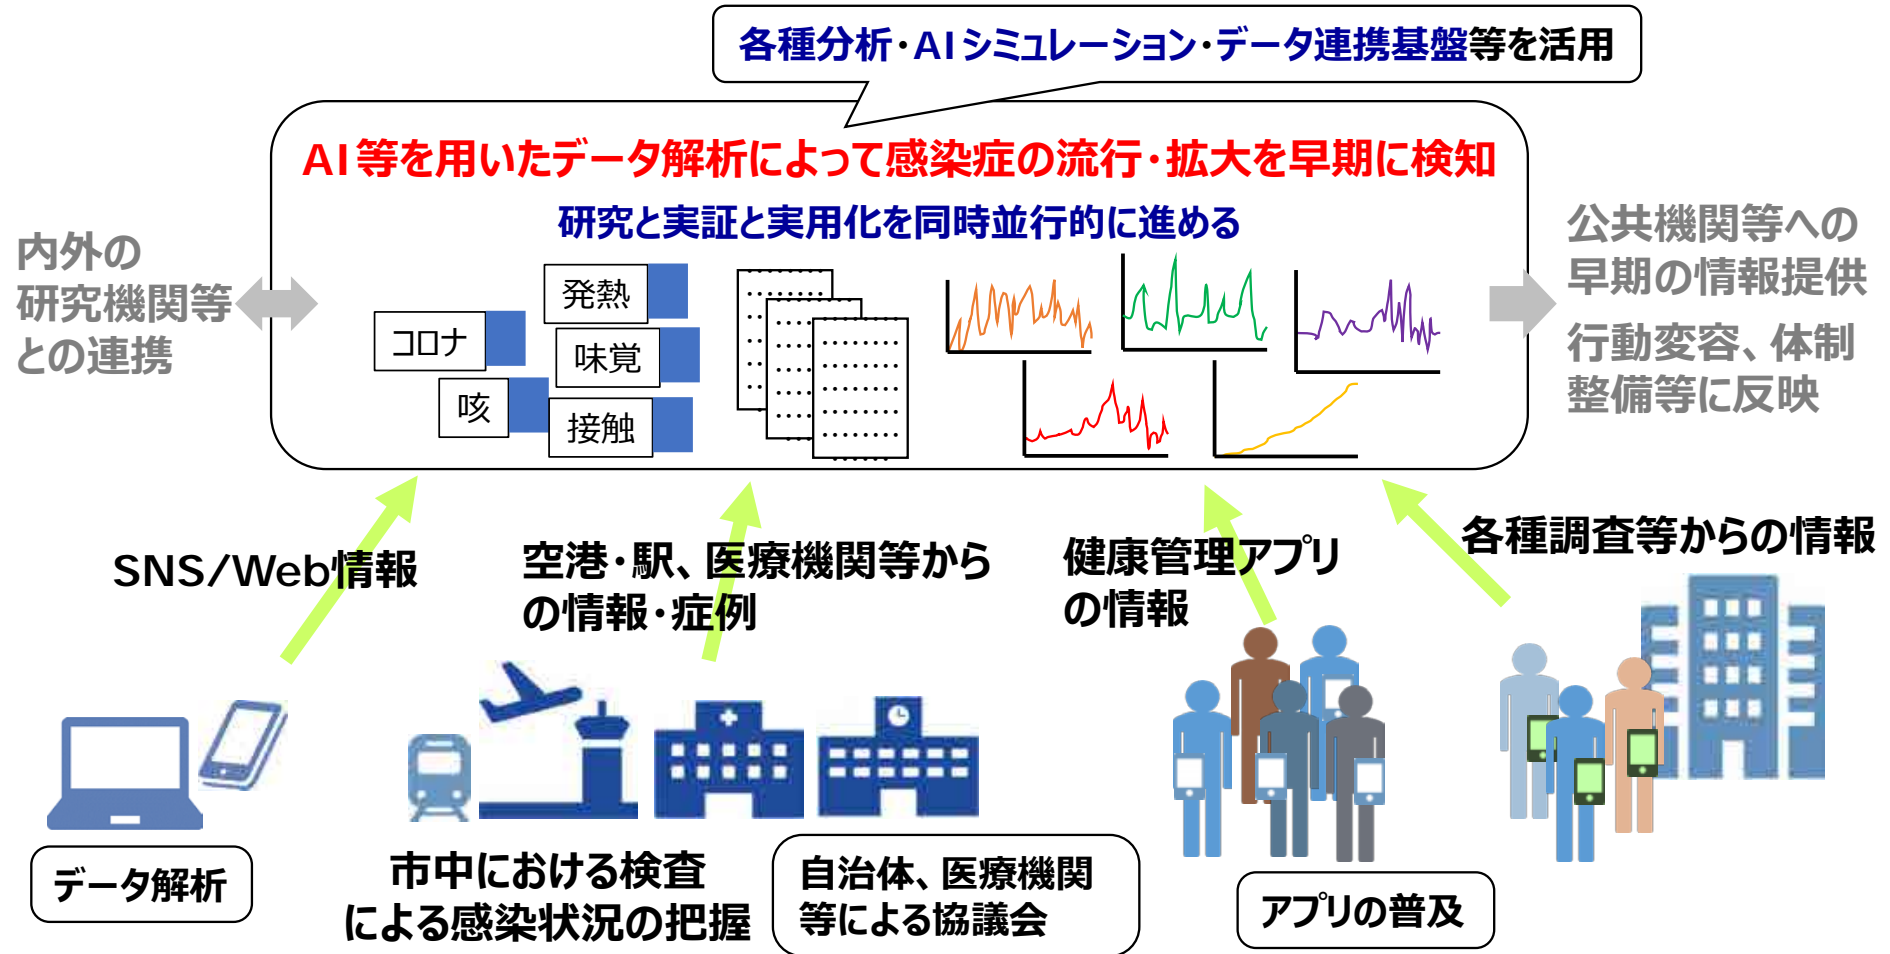 各種分析・AIシミュレーション・データ連携基盤等を活用
AI等を用いたデータ解析によって感染症の流行・拡大を早期に検知
研究と実証と実用化を同時並行的に進める
内外の
研究機関等
との連携
コロナ
発熱
味覚
咳
接触
公共機関等への
早期の情報提供
行動変容、体制
整備等に反映
SNS/Web情報
空港・駅、医療機関等から
の情報・症例
健康管理アプリ
の情報
各種調査等からの情報
データ解析
市中における検査
による感染状況の把握
自治体、医療機関
等による協議会
アプリの普及